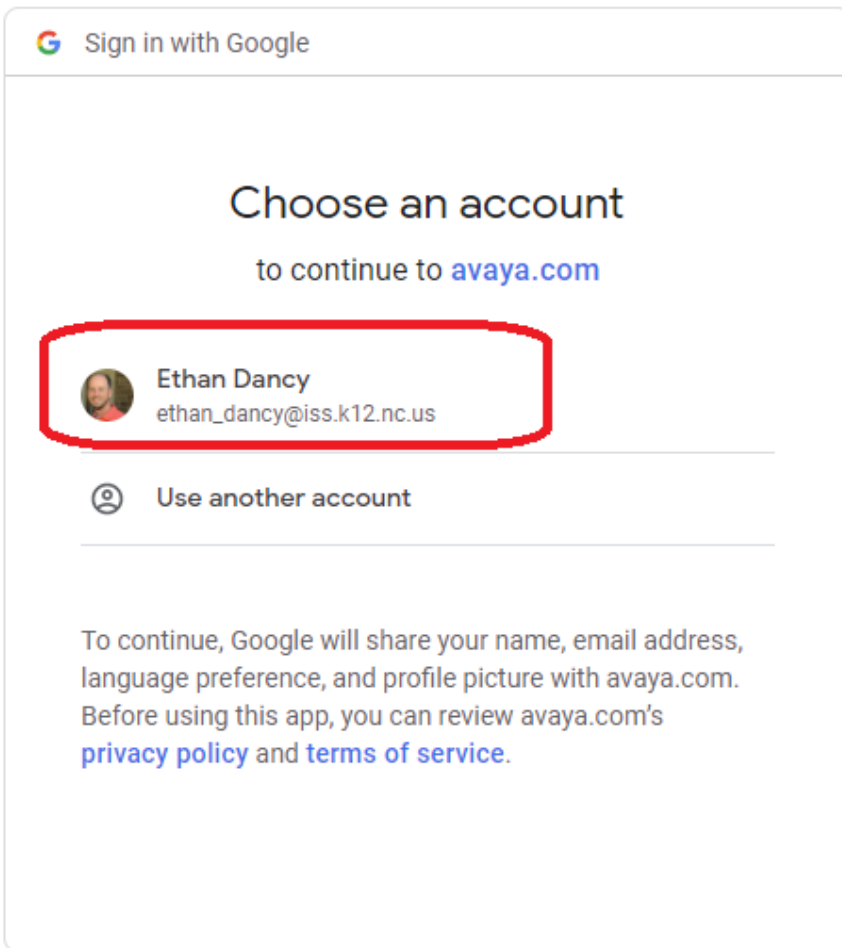 Sign in with Google
Choose an account
to continue to avaya.com
Ethan Dancy
ethan_dancy@iss.k12.nc.us
Use another account
To continue, Google will share your name, email address,
language preference, and profile picture with avaya.com.
Before using this app, you can review avaya.com’s
privacy policy and terms of service.